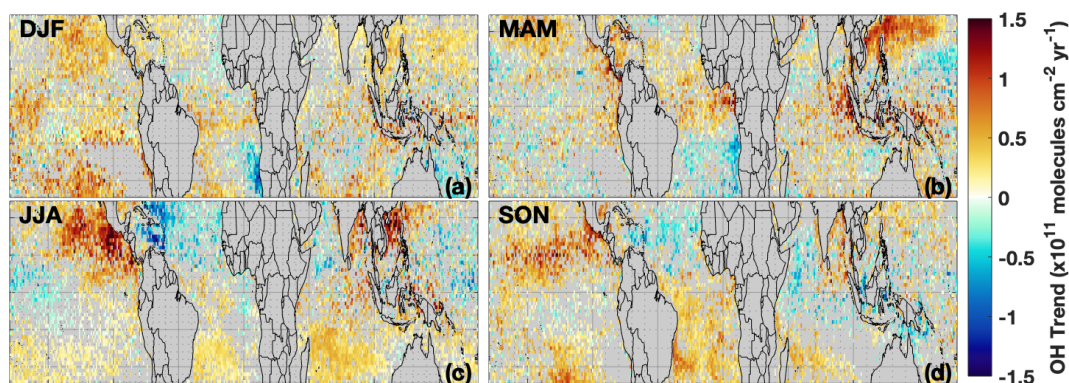 DJF
(a)
MAM
(b)
JJA
(c)
SON
(d)
1.5
1
0.5
0
-0.5
-1
-1.5
OH Trend (x10¹¹ molecules cm⁻² yr⁻¹)